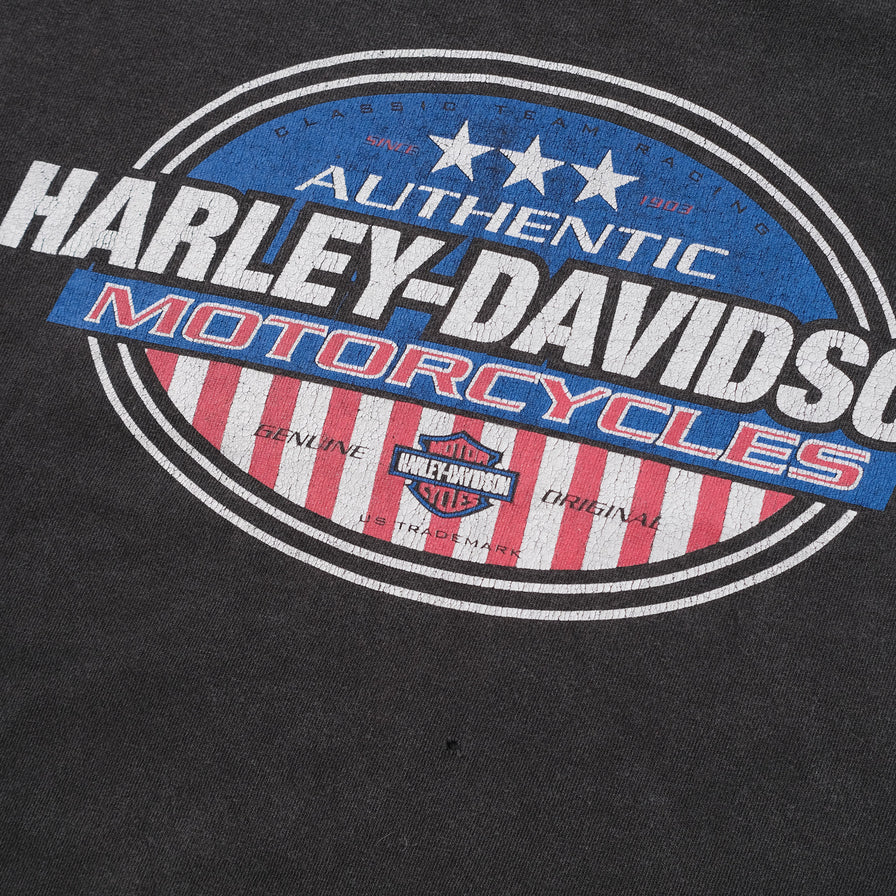 CLASSIC TEAM RACING
SINCE 1903
AUTHENTIC
HARLEY-DAVIDSO
MOTORCYCLES
GENUINE ORIGINAL
MOTOR
HARLEY-DAVIDSON
CYCLES
US TRADEMARK